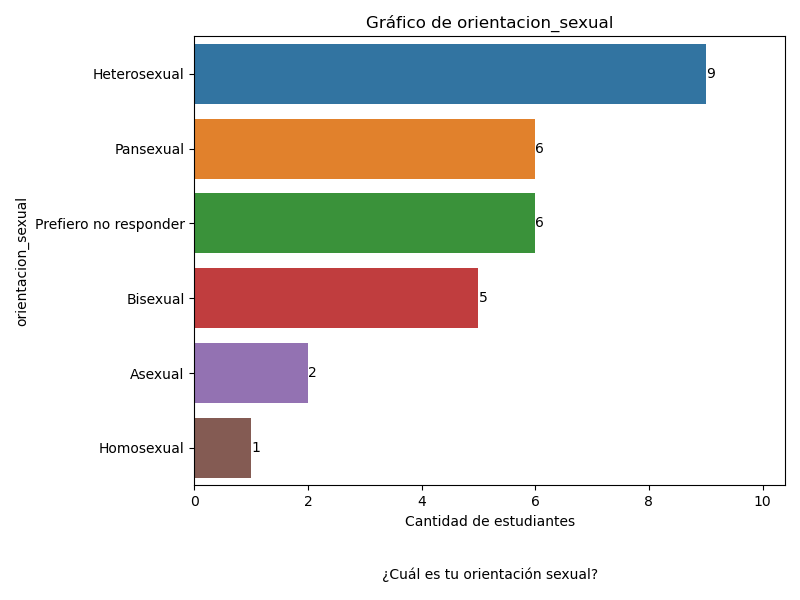 Gráfico de orientacion_sexual
orientacion_sexual
Heterosexual
9
Pansexual
6
Prefiero no responder
6
Bisexual
5
Asexual
2
Homosexual
1
0 2 4 6 8 10
Cantidad de estudiantes
¿Cuál es tu orientación sexual?